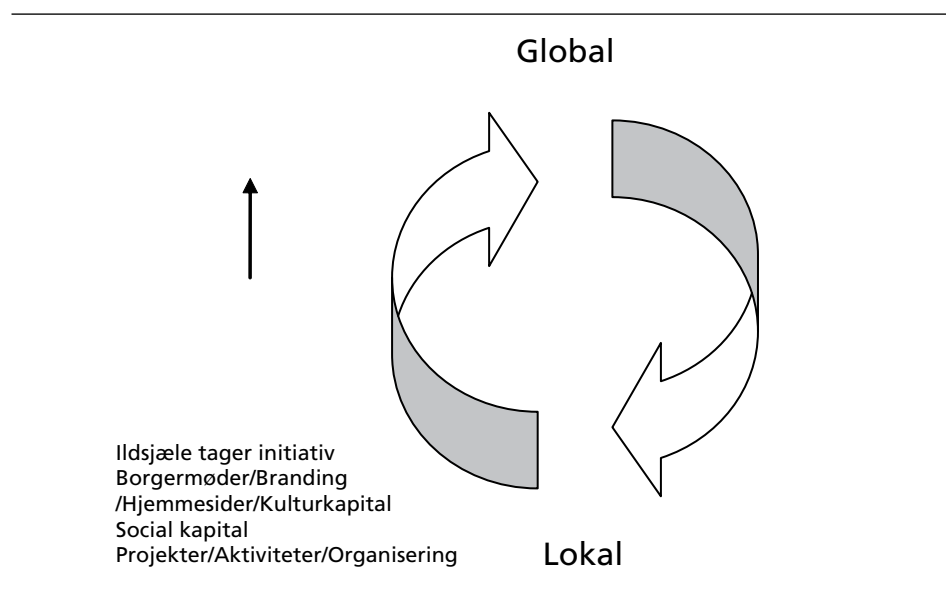 Global
Ildsjæle tager initiativ
Borgermøder/Branding
/Hjemmesider/Kulturkapital
Social kapital
Projekter/Aktiviteter/Organisering
Lokal